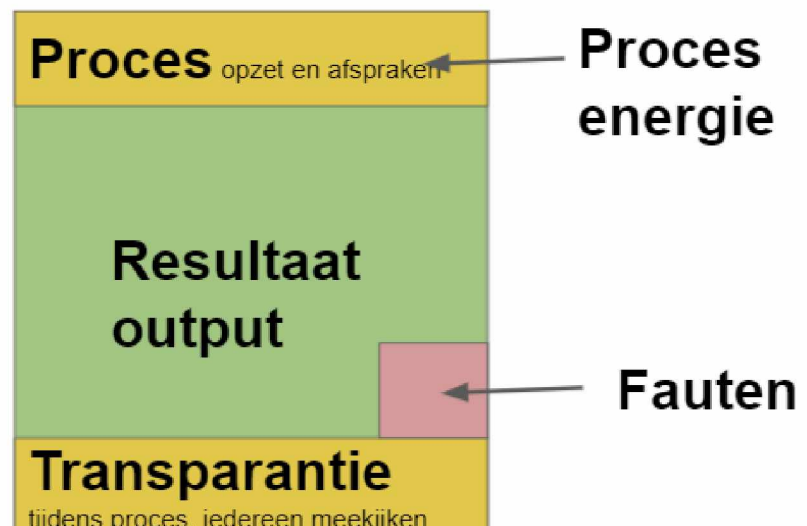 Proces opzet en afspraken
Proces
energie
Resultaat
output
Fauten
Transparantie
tijdens proces iedereen meekijken